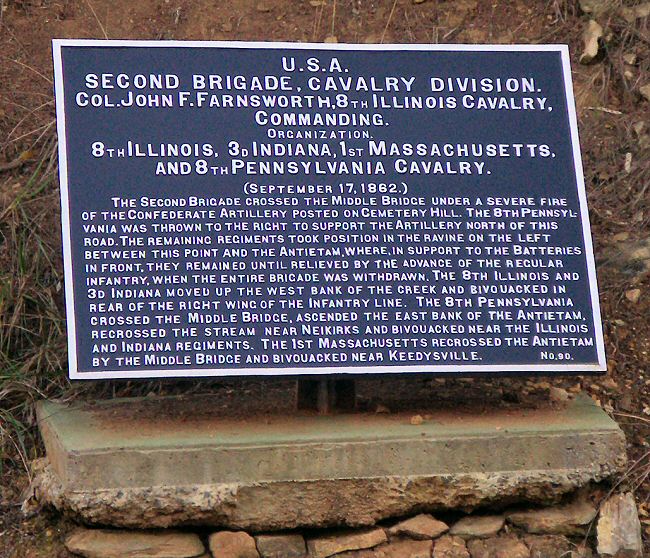 U.S.A.
SECOND BRIGADE, CAVALRY DIVISION.
COL. JOHN F. FARNSWORTH, 8TH ILLINOIS CAVALRY,
COMMANDING.
ORGANIZATION.
8TH ILLINOIS, 3D INDIANA, 1ST MASSACHUSETTS,
AND 8TH PENNSYLVANIA CAVALRY.
(SEPTEMBER 17, 1862.)
THE SECOND BRIGADE CROSSED THE MIDDLE BRIDGE UNDER A SEVERE FIRE
OF THE CONFEDERATE ARTILLERY POSTED ON CEMETERY HILL. THE 8TH PENNSYL-
VANIA WAS THROWN TO THE RIGHT TO SUPPORT THE ARTILLERY NORTH OF THIS
ROAD. THE REMAINING REGIMENTS TOOK POSITION IN THE RAVINE ON THE LEFT
BETWEEN THIS POINT AND THE ANTIETAM, WHERE, IN SUPPORT TO THE BATTERIES
IN FRONT, THEY REMAINED UNTIL RELIEVED BY THE ADVANCE OF THE REGULAR
INFANTRY, WHEN THE ENTIRE BRIGADE WAS WITHDRAWN. THE 8TH ILLINOIS AND
3D INDIANA MOVED UP THE WEST BANK OF THE CREEK AND BIVOUACKED IN
REAR OF THE RIGHT WING OF THE INFANTRY LINE. THE 8TH PENNSYLVANIA
CROSSED THE MIDDLE BRIDGE, ASCENDED THE EAST BANK OF THE ANTIETAM,
RECROSSED THE STREAM NEAR NEIKIRKS AND BIVOUACKED NEAR THE ILLINOIS
AND INDIANA REGIMENTS. THE 1ST MASSACHUSETTS RECROSSED THE ANTIETAM
BY THE MIDDLE BRIDGE AND BIVOUACKED NEAR KEEDYSVILLE. NO. 90.